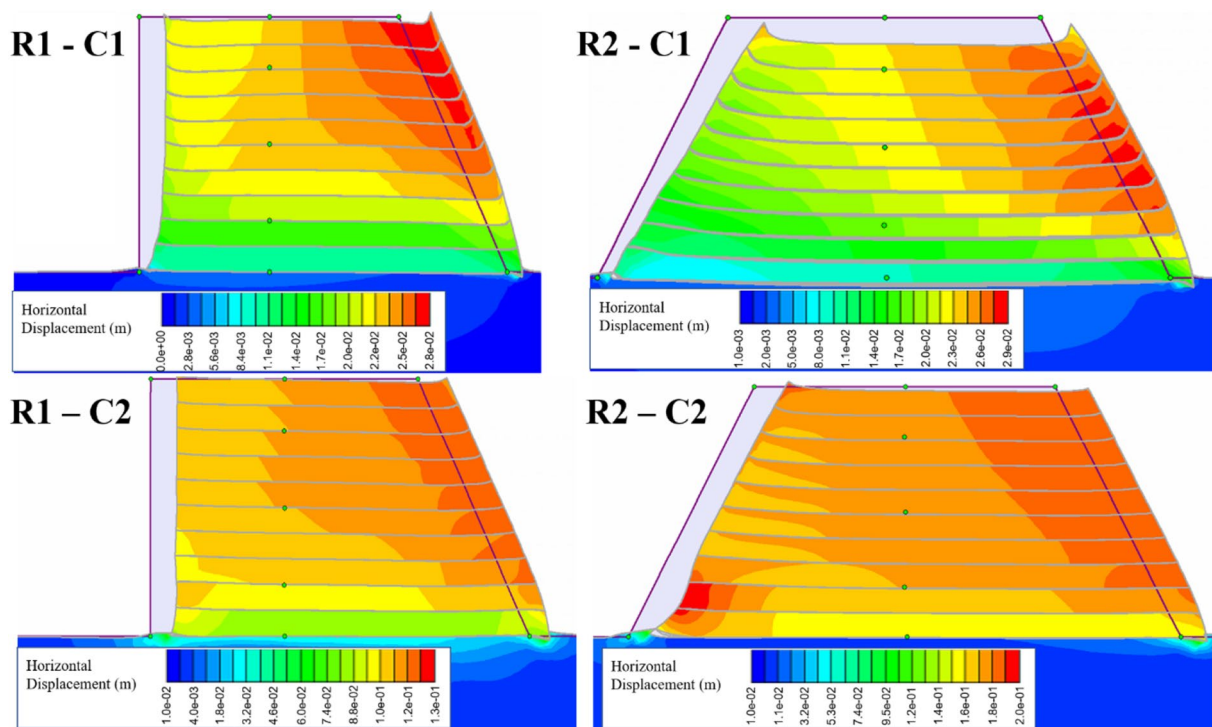 R1 - C1
R2 - C1
Horizontal
Displacement (m)
0.0e+00
2.8e-03
5.6e-03
8.4e-03
1.1e-02
1.4e-02
1.7e-02
2.0e-02
2.2e-02
2.5e-02
2.8e-02
Horizontal
Displacement (m)
1.0e-03
2.0e-03
5.0e-03
8.0e-03
1.1e-02
1.4e-02
1.7e-02
2.0e-02
2.3e-02
2.6e-02
2.9e-02
R1 – C2
R2 – C2
Horizontal
Displacement (m)
1.0e-02
4.0e-03
1.8e-02
3.2e-02
4.6e-02
6.0e-02
7.4e-02
8.8e-02
1.0e-01
1.2e-01
1.3e-01
Horizontal
Displacement (m)
1.0e-02
1.1e-02
3.2e-02
5.3e-02
7.4e-02
9.5e-02
1.2e-01
1.4e-01
1.6e-01
1.8e-01
2.0e-01